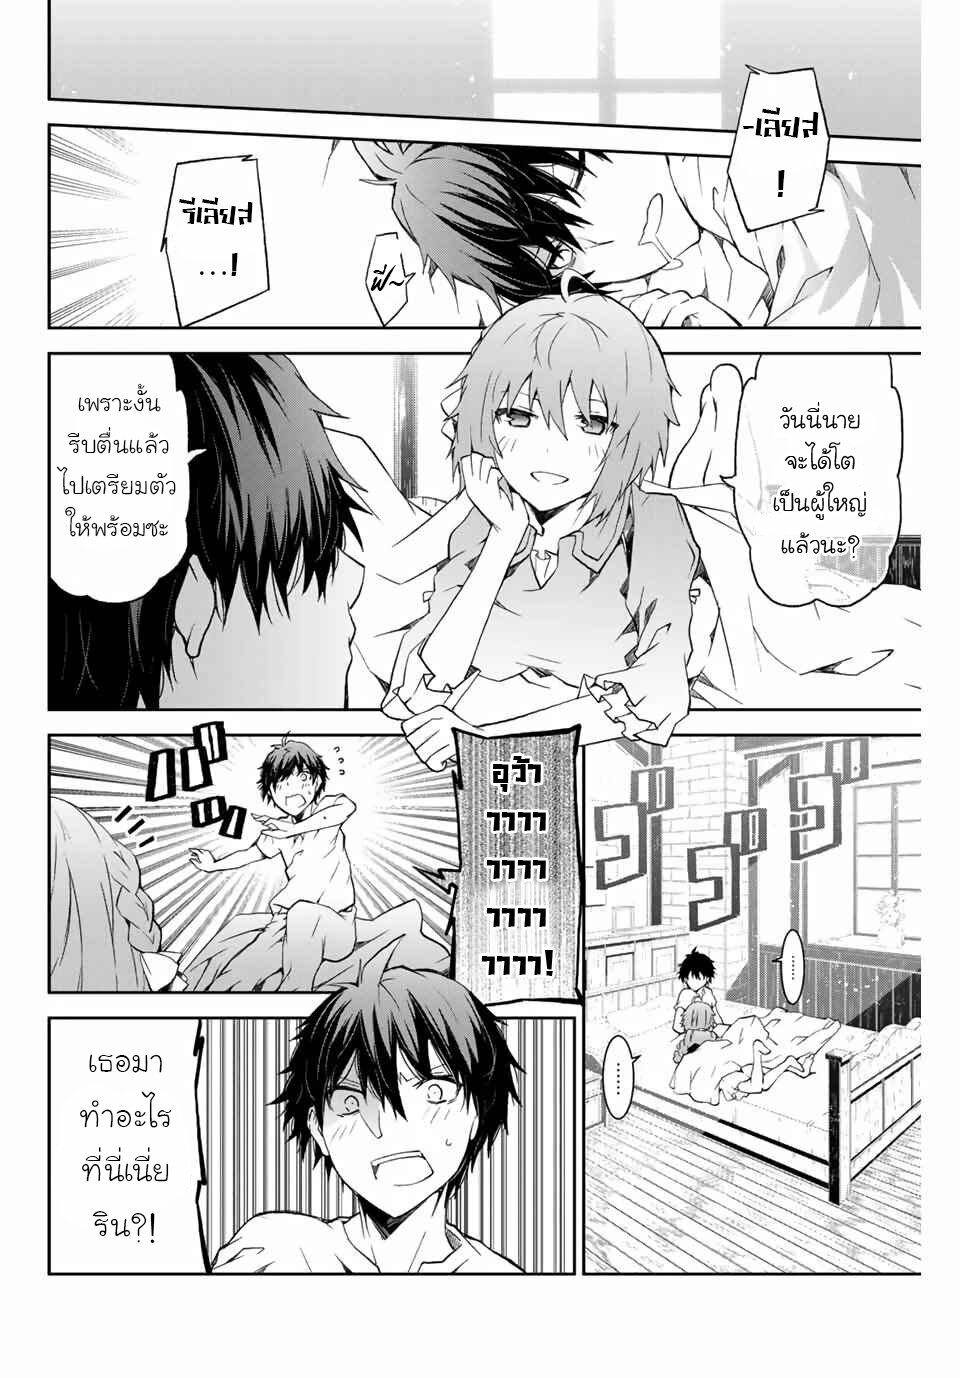 -เลียส
!
รีเลียส
...!
ฟี่~
วันนี่นาย
จะได้โต
เป็นผู้ใหญ่
แล้วนะ?
เพราะงั้น
รีบตื่นแล้ว
ไปเตรียมตัว
ให้พร้อมซะ
......
......
อุว้า
าาาา
าาาา
าาาา
าาาา!
เธอมา
ทำอะไร
ที่นี่เนี่ย
ริน?!